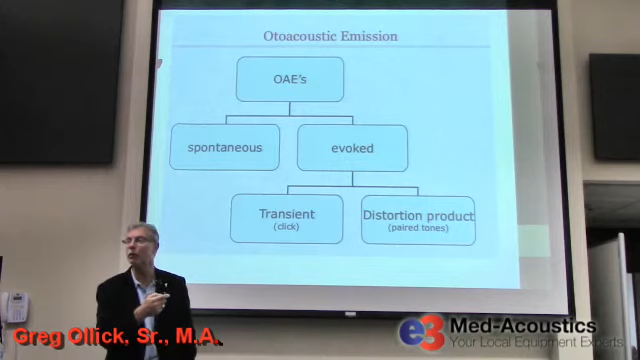 Otoacoustic Emission
OAE's
spontaneous
evoked
Transient
(click)
Distortion product
(paired tones)
Greg Ollick, Sr., M.A.
e3 Med-Acoustics
Your Local Equipment Experts